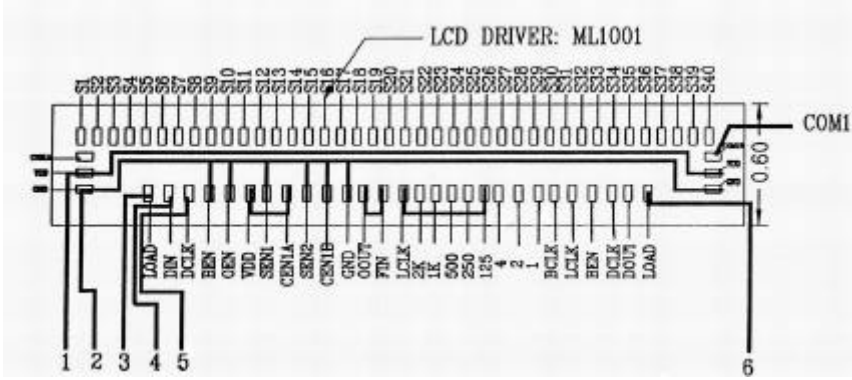 LCD DRIVER: ML1001
S1 S2 S3 S4 S5 S6 S7 S8 S9 S10 S11 S12 S13 S14 S15 S16 S17 S18 S19 S20 S21 S22 S23 S24 S25 S26 S27 S28 S29 S30 S31 S32 S33 S34 S35 S36 S37 S38 S39 S40
COM1
0.60
LOAD DIN DCLK BEN OEN VDD SEN1 CEN1A SEN2 CEN1B GND OOUT FIN LCLK 2K 1K 500 250 125 4 2 1 BCLK LCLK BEN DCLK DOUT LOAD
1 2 3 4 5 6